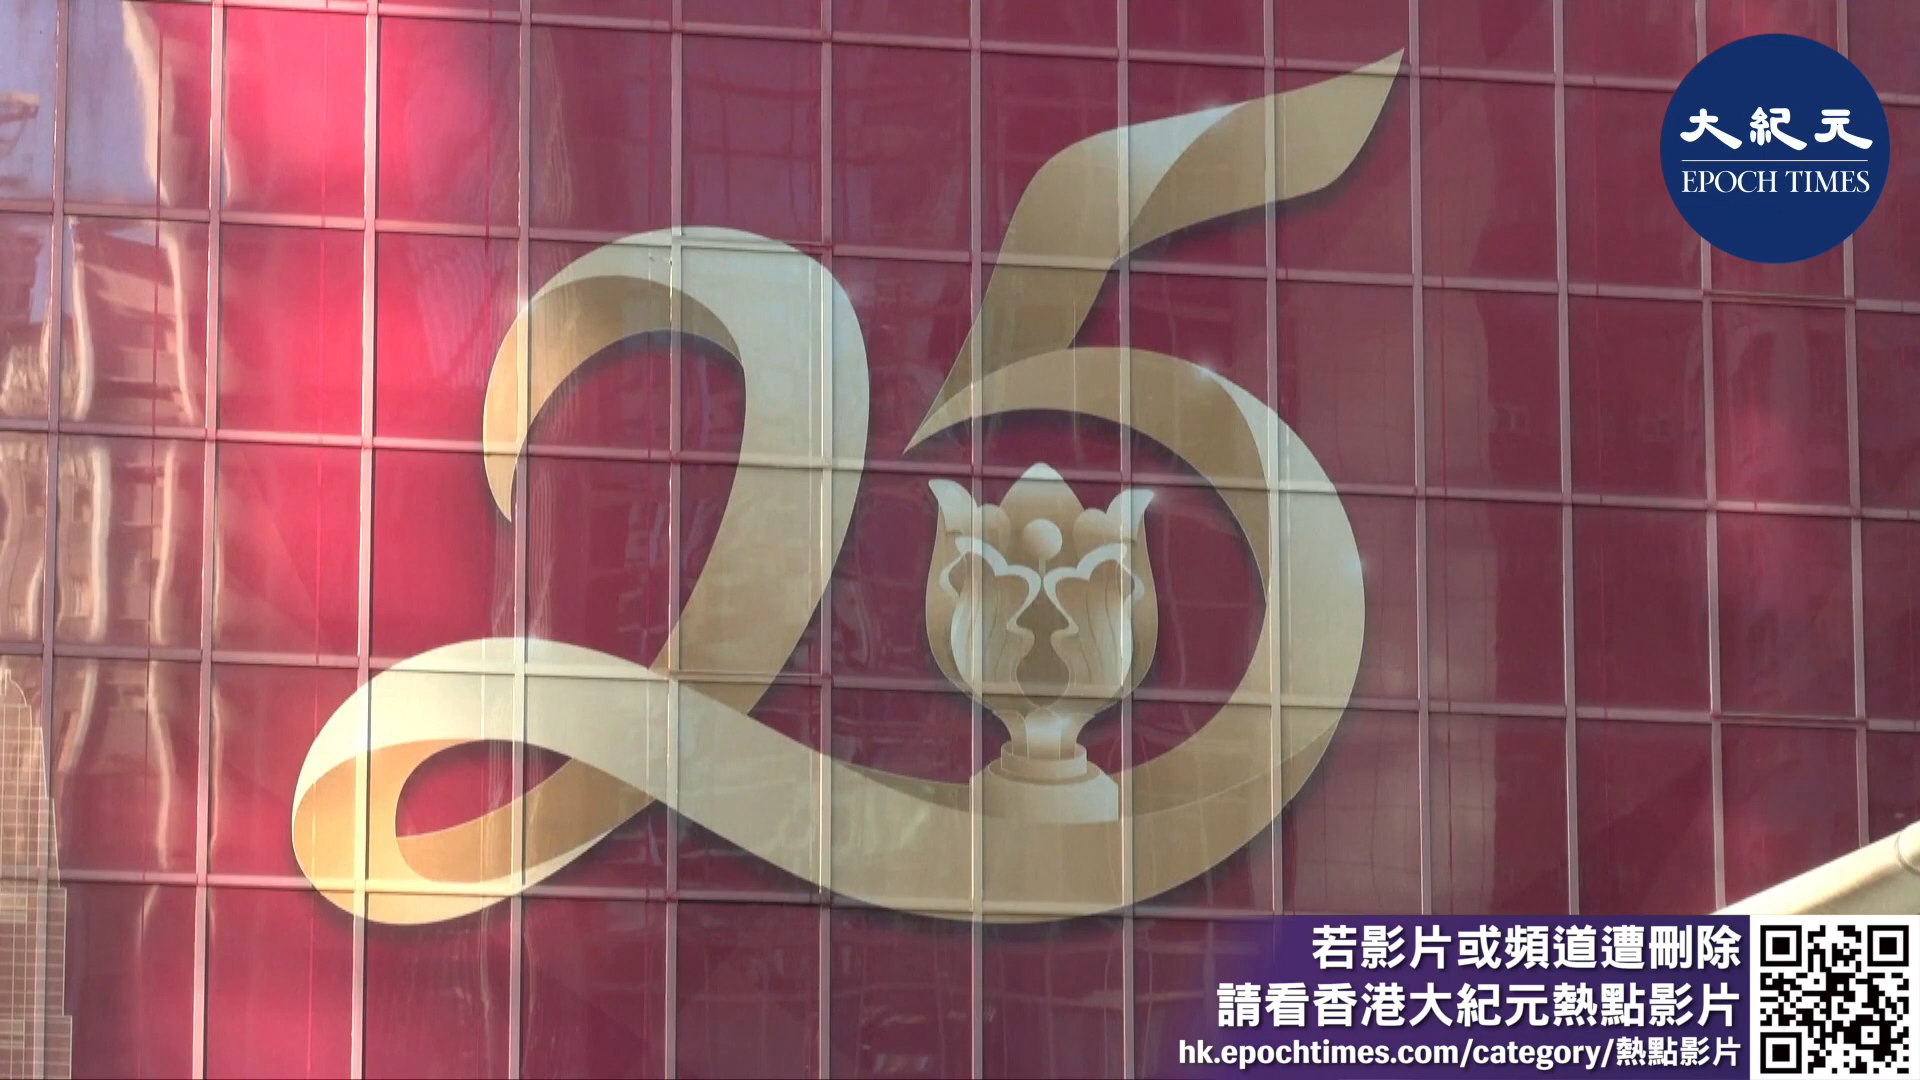 25
大紀元
EPOCH TIMES
若影片或頻道遭刪除
請看香港大紀元熱點影片
hk.epochtimes.com/category/熱點影片